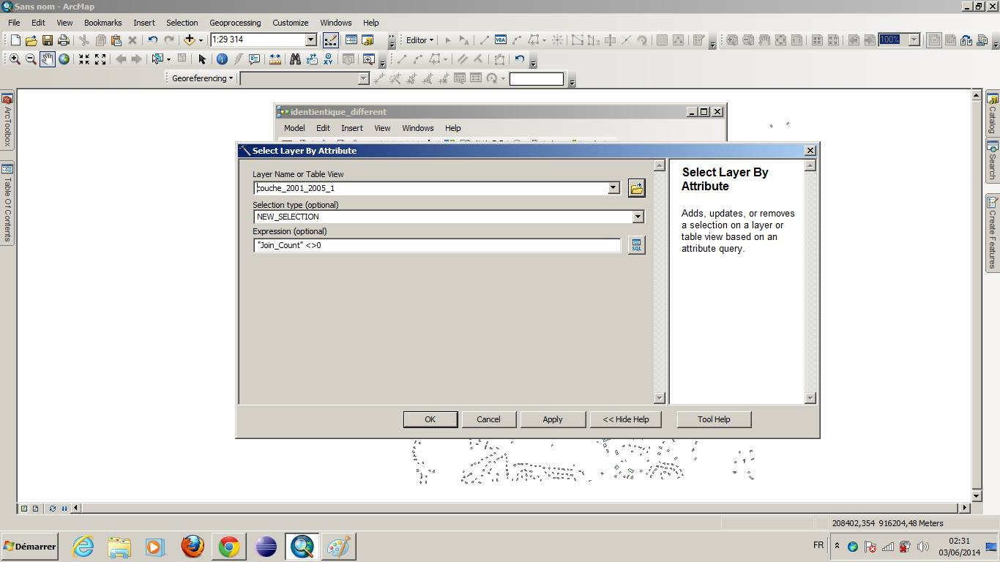 Sans nom - ArcMap
File Edit View Bookmarks Insert Selection Geoprocessing Customize Windows Help
1:29 314 Editor 100%
VBA
XY
Georeferencing
ArcToolbox
Table Of Contents
Catalog
Search
Create Features
identientique_different
Model Edit Insert View Windows Help
Select Layer By Attribute
Layer Name or Table View
couche_2001_2005_1
Selection type (optional)
NEW_SELECTION
Expression (optional)
"Join_Count" <>0
SQL
Select Layer By
Attribute
Adds, updates, or removes
a selection on a layer or
table view based on an
attribute query.
OK Cancel Apply << Hide Help Tool Help
208402,354 916204,48 Meters
Démarrer
FR
02:31
03/06/2014